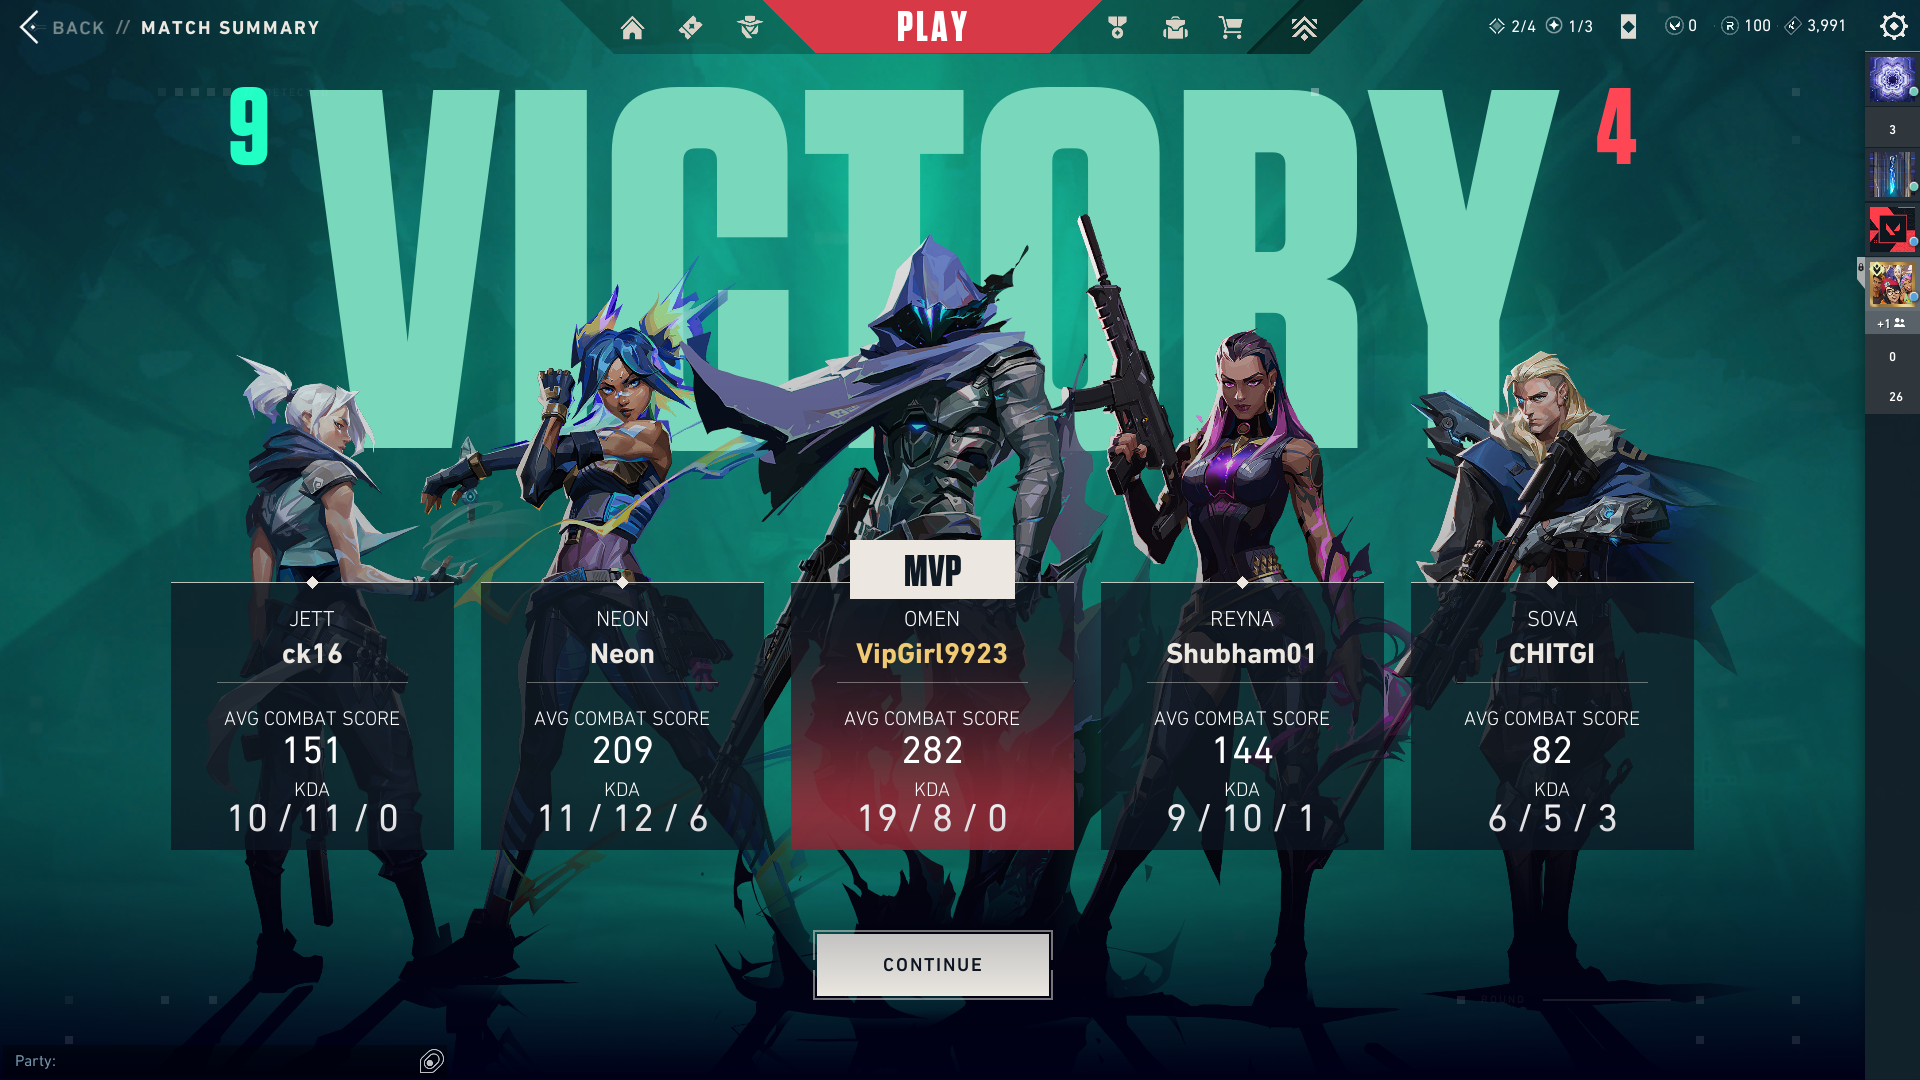 BACK // MATCH SUMMARY
PLAY
2/4 1/3 0 100 3,991
9 VICTORY 4
3
+1
0
26
MVP
JETT
ck16
AVG COMBAT SCORE
151
KDA
10 / 11 / 0
NEON
Neon
AVG COMBAT SCORE
209
KDA
11 / 12 / 6
OMEN
VipGirl9923
AVG COMBAT SCORE
282
KDA
19 / 8 / 0
REYNA
Shubham01
AVG COMBAT SCORE
144
KDA
9 / 10 / 1
SOVA
CHITGI
AVG COMBAT SCORE
82
KDA
6 / 5 / 3
CONTINUE
ROUND
Party: